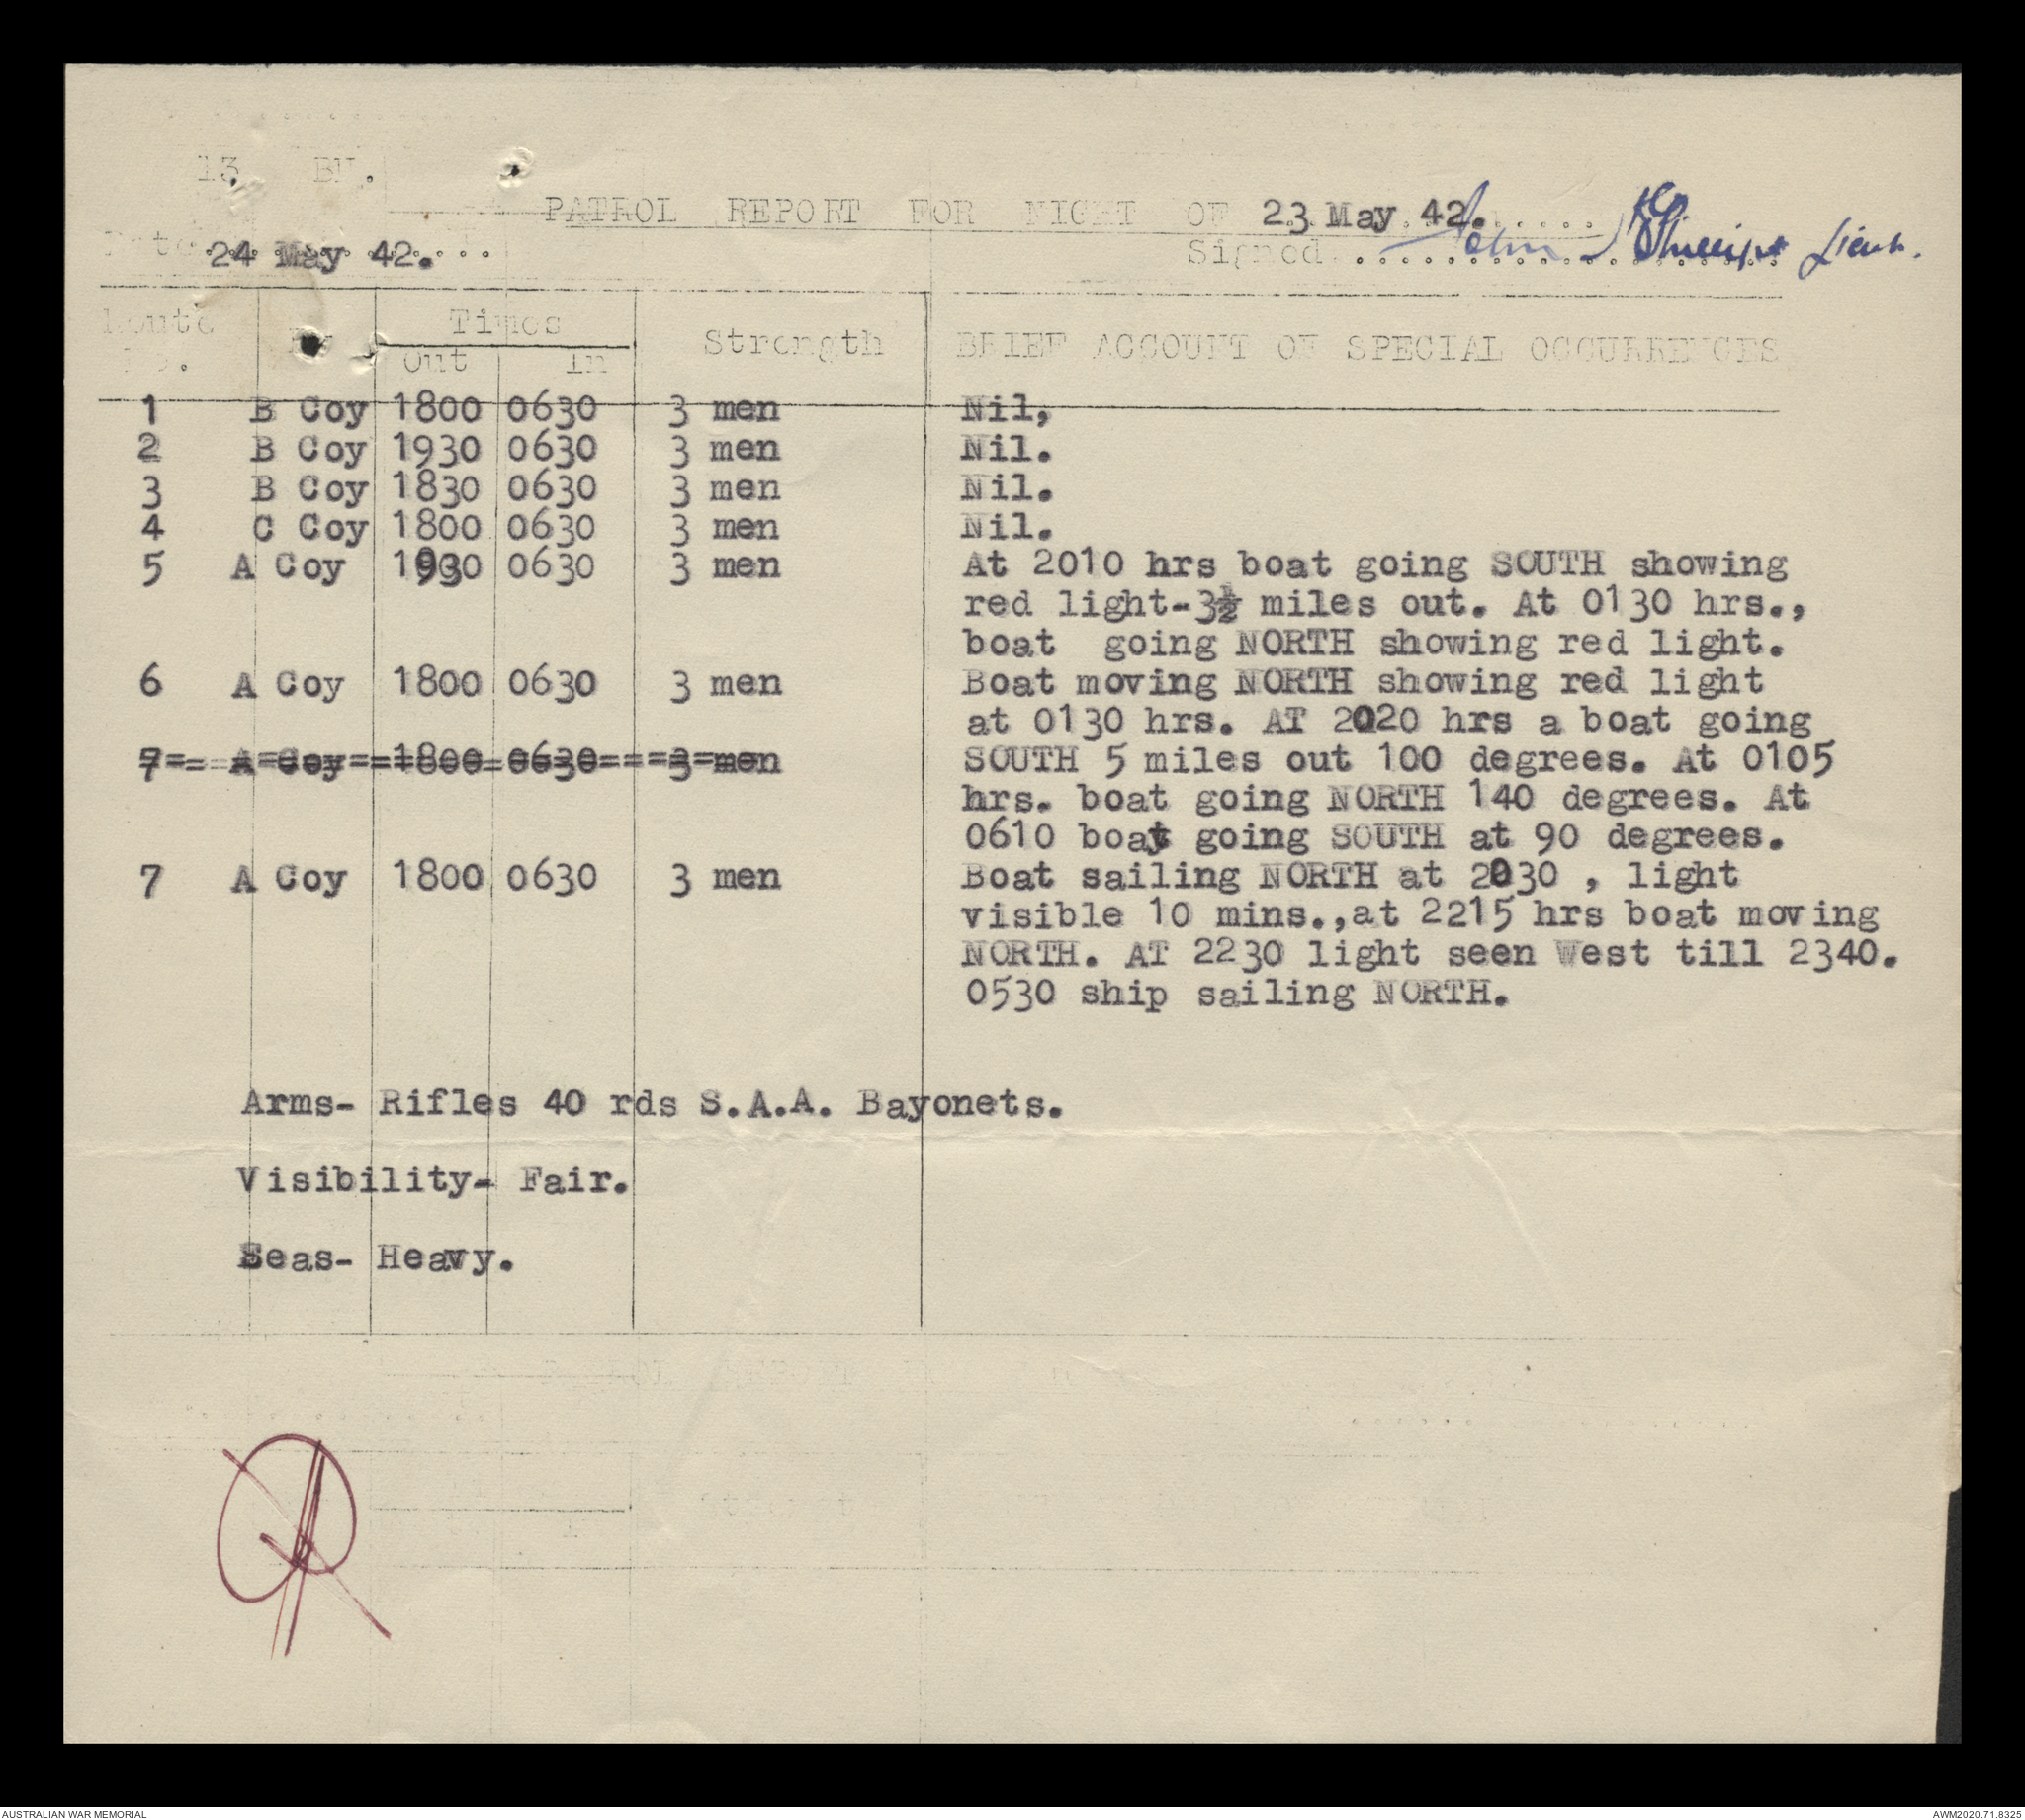 13 BN.
PATROL REPORT FOR NIGHT OF 23 May 42.
Date 24 May 42.
Signed John Phillips Lieut.
Route No. By Times Out In Strength BRIEF ACCOUNT OF SPECIAL OCCURRENCES
1 B Coy 1800 0630 3 men Nil,
2 B Coy 1930 0630 3 men Nil.
3 B Coy 1830 0630 3 men Nil.
4 C Coy 1800 0630 3 men Nil.
5 A Coy 1930 0630 3 men At 2010 hrs boat going SOUTH showing
red light-3½ miles out. At 0130 hrs.,
boat going NORTH showing red light.
6 A Coy 1800 0630 3 men Boat moving NORTH showing red light
at 0130 hrs. AT 2020 hrs a boat going
7 A Coy 1800 0630 3 men SOUTH 5 miles out 100 degrees. At 0105
hrs. boat going NORTH 140 degrees. At
0610 boat going SOUTH at 90 degrees.
7 A Coy 1800 0630 3 men Boat sailing NORTH at 2030 , light
visible 10 mins.,at 2215 hrs boat moving
NORTH. AT 2230 light seen West till 2340.
0530 ship sailing NORTH.
Arms- Rifles 40 rds S.A.A. Bayonets.
Visibility- Fair.
Seas- Heavy.
AUSTRALIAN WAR MEMORIAL
AWM2020.71.8325